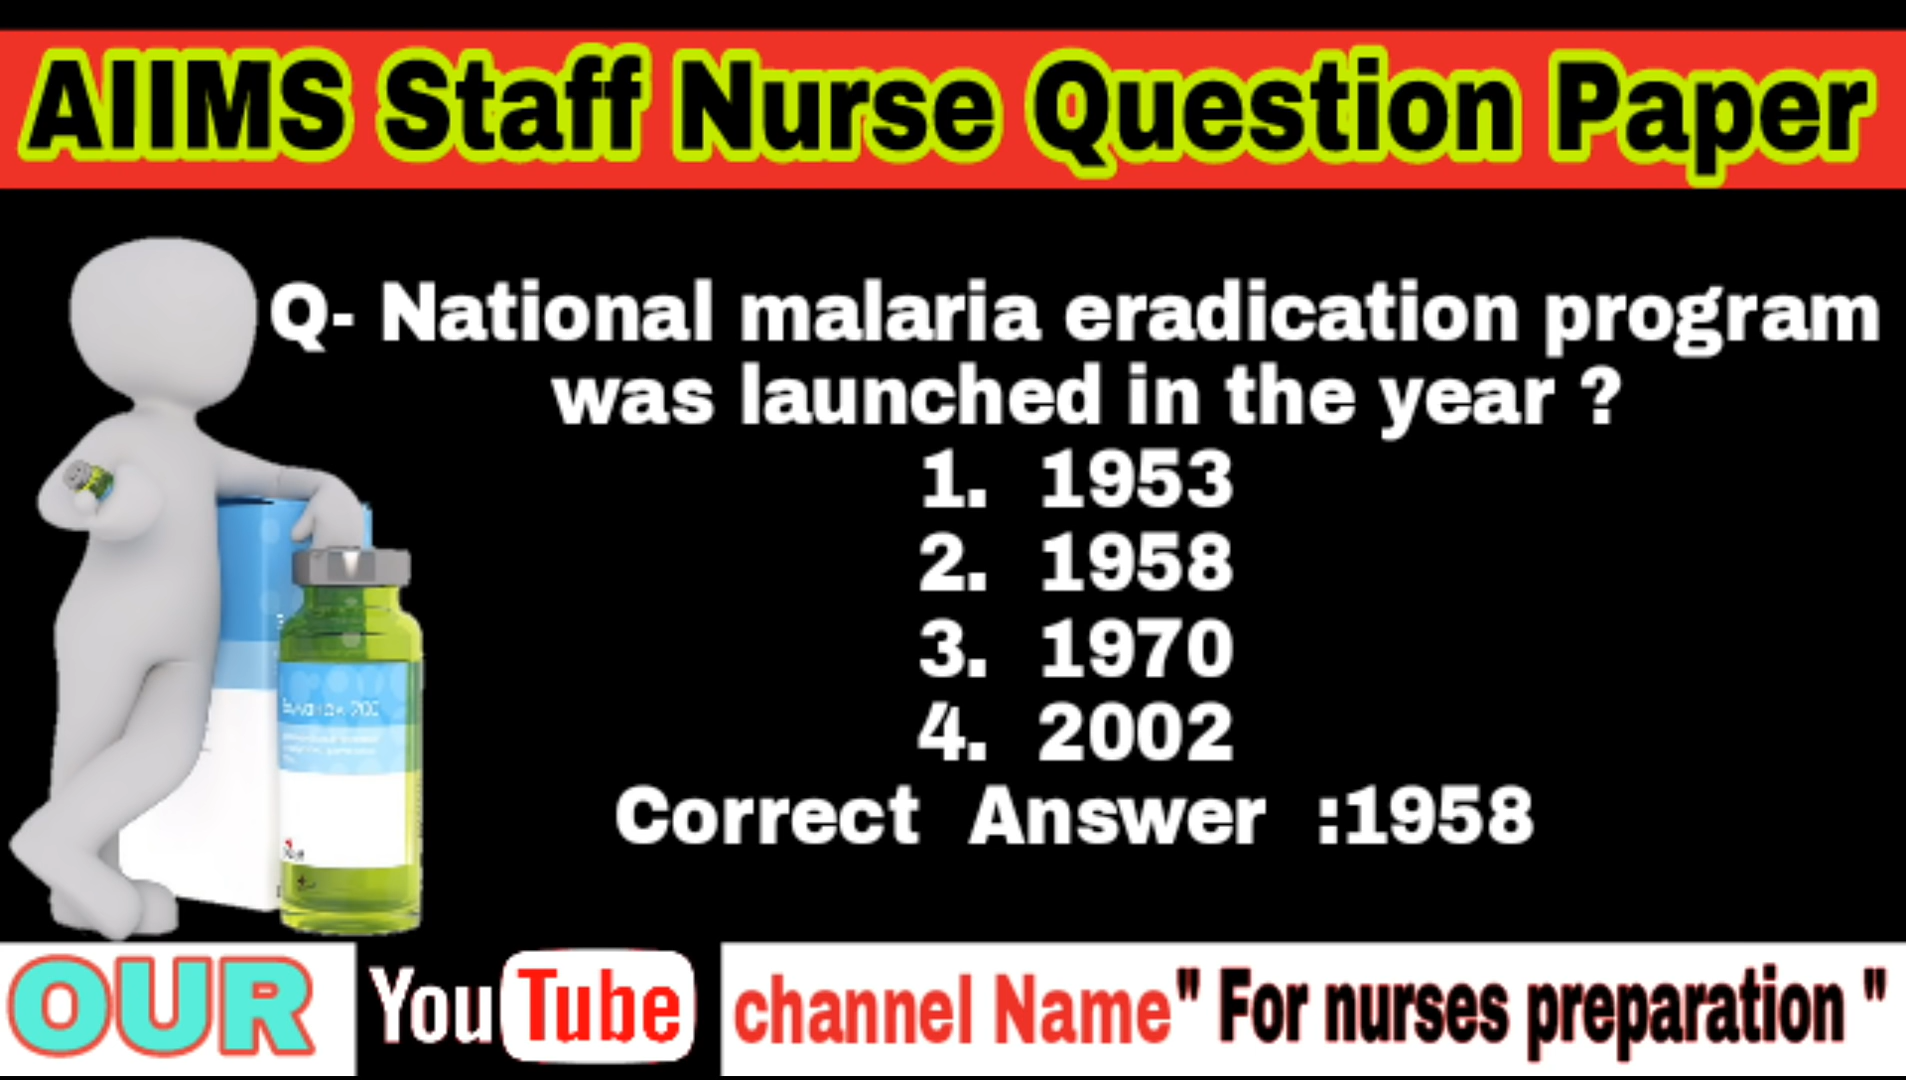 AIIMS Staff Nurse Question Paper
Q- National malaria eradication program
was launched in the year ?
1. 1953
2. 1958
3. 1970
4. 2002
Correct Answer :1958
OUR YouTube channel Name " For nurses preparation "